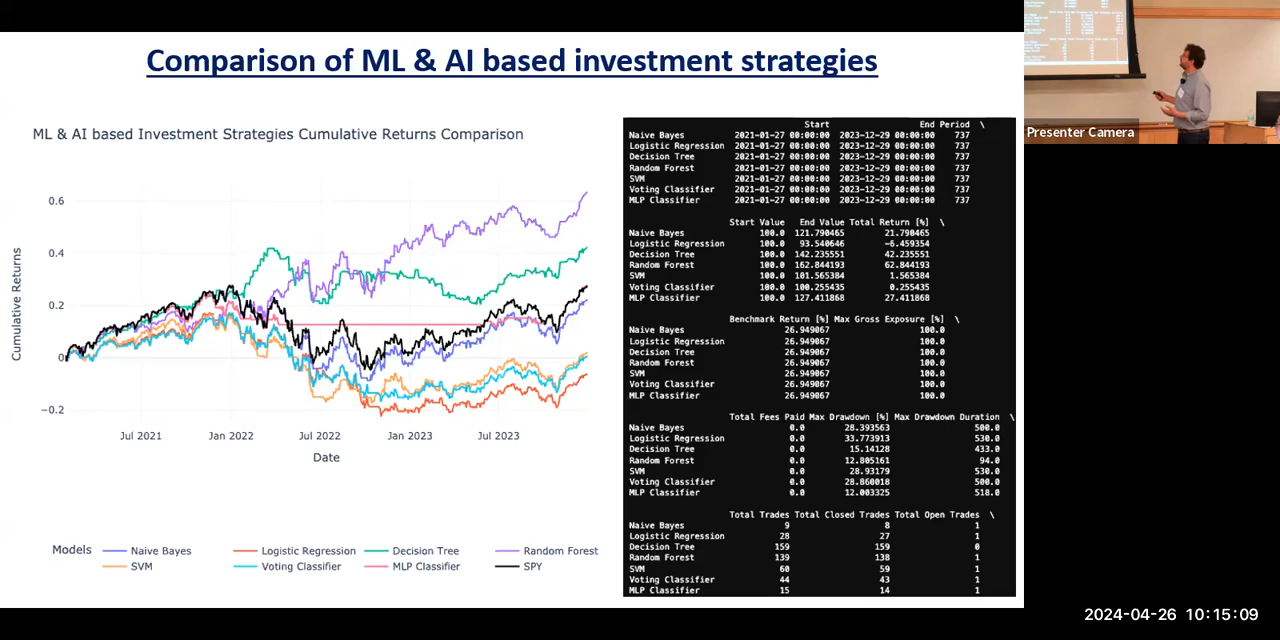 Comparison of ML & AI based investment strategies
ML & AI based Investment Strategies Cumulative Returns Comparison
Cumulative Returns
0.6
0.4
0.2
0
−0.2
Jul 2021
Jan 2022
Jul 2022
Jan 2023
Jul 2023
Date
Models
Naive Bayes
Logistic Regression
Decision Tree
Random Forest
SVM
Voting Classifier
MLP Classifier
SPY
Start End Period \
Naive Bayes 2021-01-27 00:00:00 2023-12-29 00:00:00 737
Logistic Regression 2021-01-27 00:00:00 2023-12-29 00:00:00 737
Decision Tree 2021-01-27 00:00:00 2023-12-29 00:00:00 737
Random Forest 2021-01-27 00:00:00 2023-12-29 00:00:00 737
SVM 2021-01-27 00:00:00 2023-12-29 00:00:00 737
Voting Classifier 2021-01-27 00:00:00 2023-12-29 00:00:00 737
MLP Classifier 2021-01-27 00:00:00 2023-12-29 00:00:00 737
Start Value End Value Total Return [%] \
Naive Bayes 100.0 121.790465 21.790465
Logistic Regression 100.0 93.540646 -6.459354
Decision Tree 100.0 142.235551 42.235551
Random Forest 100.0 162.844193 62.844193
SVM 100.0 101.565384 1.565384
Voting Classifier 100.0 100.255435 0.255435
MLP Classifier 100.0 127.411868 27.411868
Benchmark Return [%] Max Gross Exposure [%] \
Naive Bayes 26.949067 100.0
Logistic Regression 26.949067 100.0
Decision Tree 26.949067 100.0
Random Forest 26.949067 100.0
SVM 26.949067 100.0
Voting Classifier 26.949067 100.0
MLP Classifier 26.949067 100.0
Total Fees Paid Max Drawdown [%] Max Drawdown Duration \
Naive Bayes 0.0 28.393563 500.0
Logistic Regression 0.0 33.773913 530.0
Decision Tree 0.0 15.14128 433.0
Random Forest 0.0 12.805161 94.0
SVM 0.0 28.93179 530.0
Voting Classifier 0.0 28.860018 500.0
MLP Classifier 0.0 12.003325 518.0
Total Trades Total Closed Trades Total Open Trades \
Naive Bayes 9 8 1
Logistic Regression 28 27 1
Decision Tree 159 159 0
Random Forest 139 138 1
SVM 60 59 1
Voting Classifier 44 43 1
MLP Classifier 15 14 1
Presenter Camera
2024-04-26 10:15:09